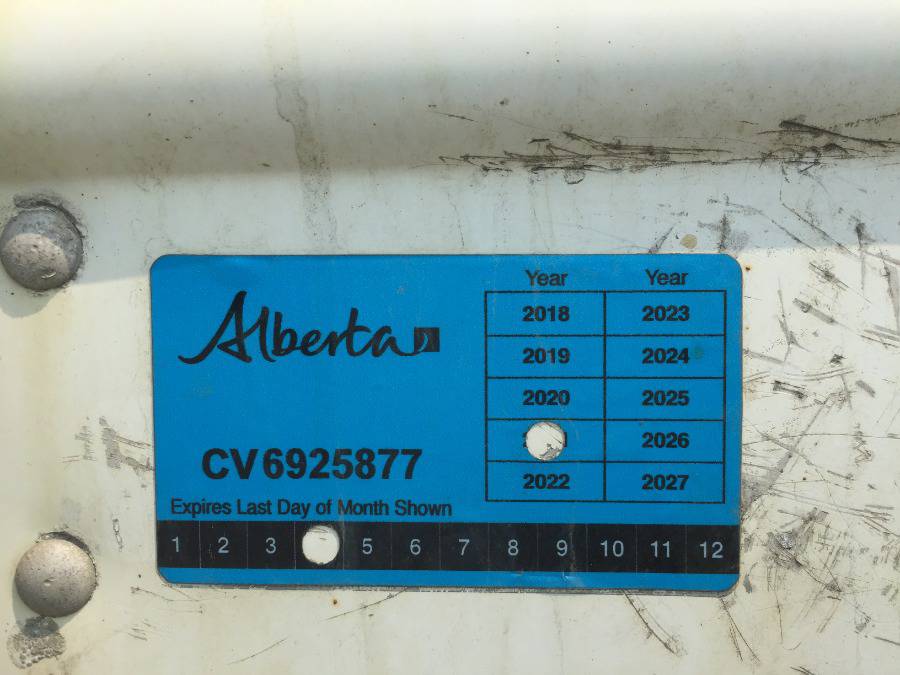 Alberta
Year Year
2018 2023
2019 2024
2020 2025
2026
2022 2027
CV6925877
Expires Last Day of Month Shown
1 2 3 5 6 7 8 9 10 11 12